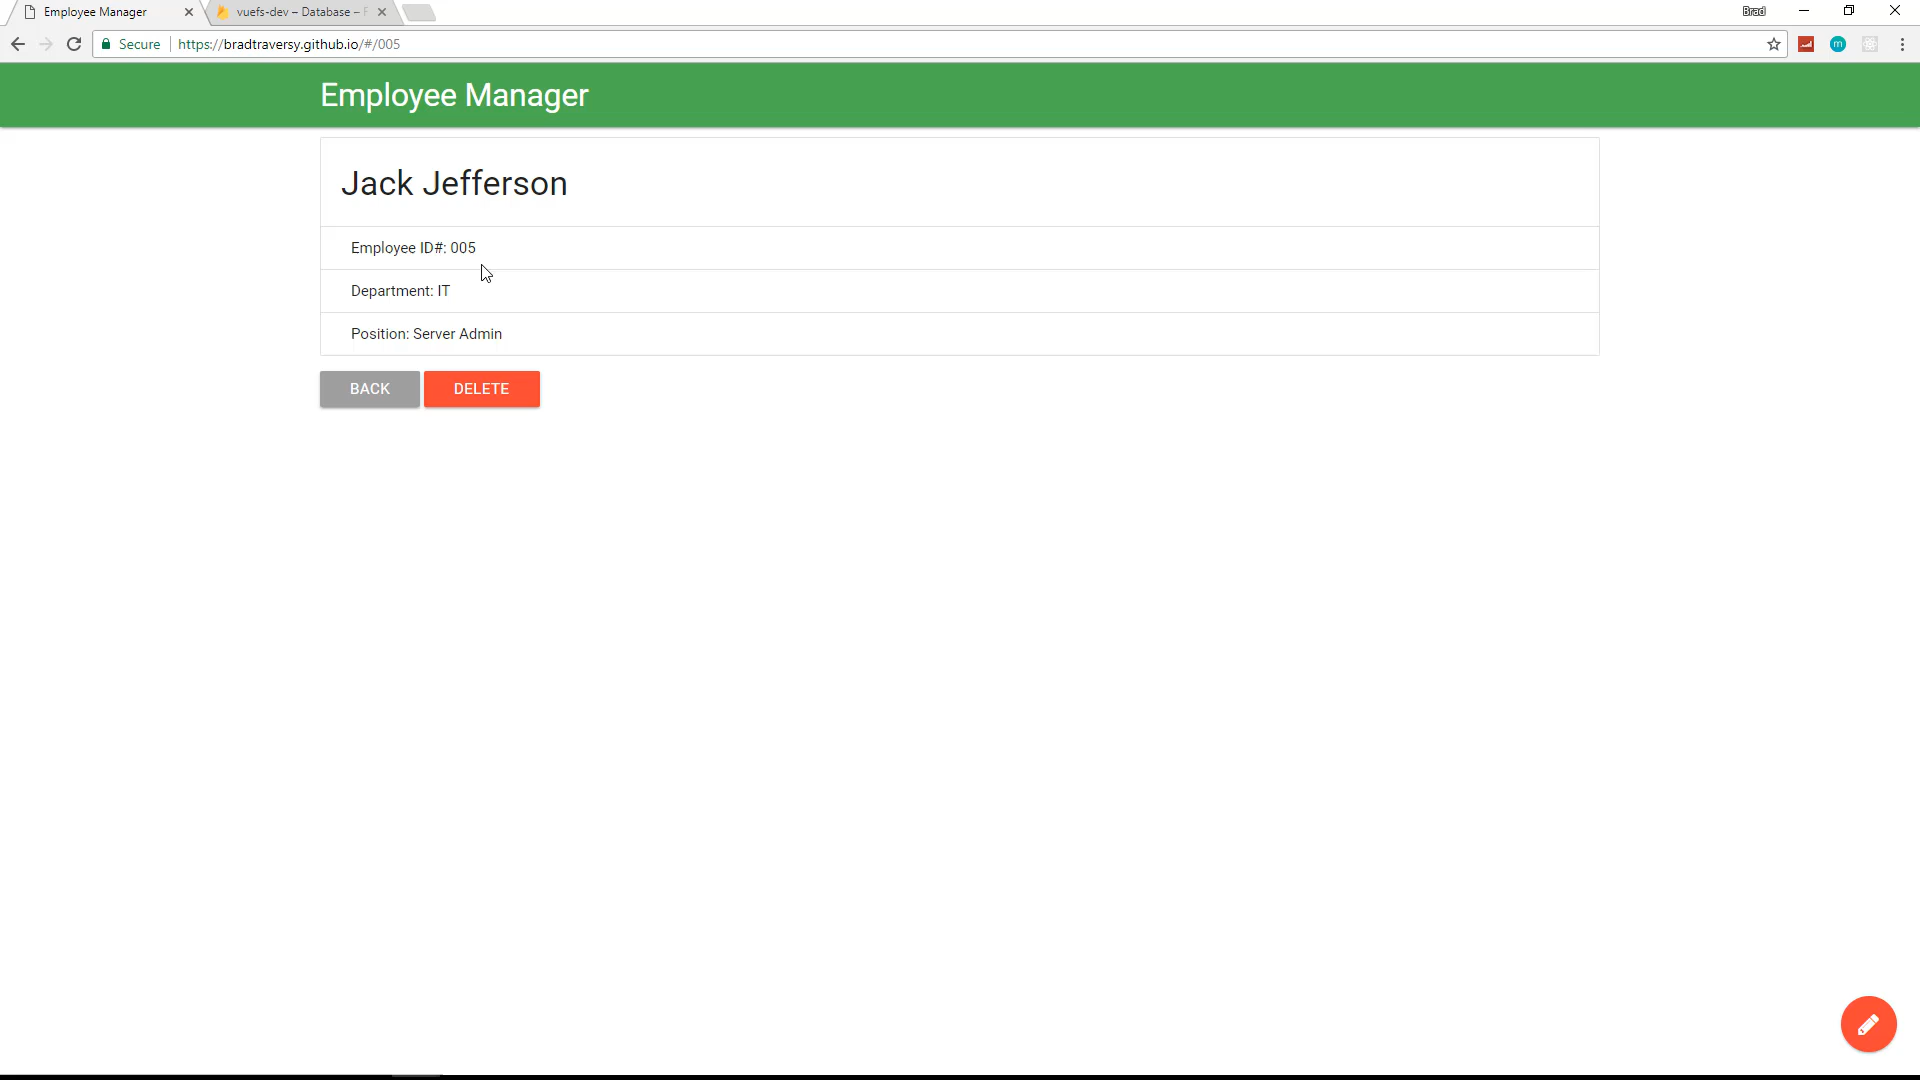 Employee Manager
vuefs-dev – Database – F
Brad
Secure
https://bradtraversy.github.io/#/005
m
Employee Manager
Jack Jefferson
Employee ID#: 005
Department: IT
Position: Server Admin
BACK
DELETE